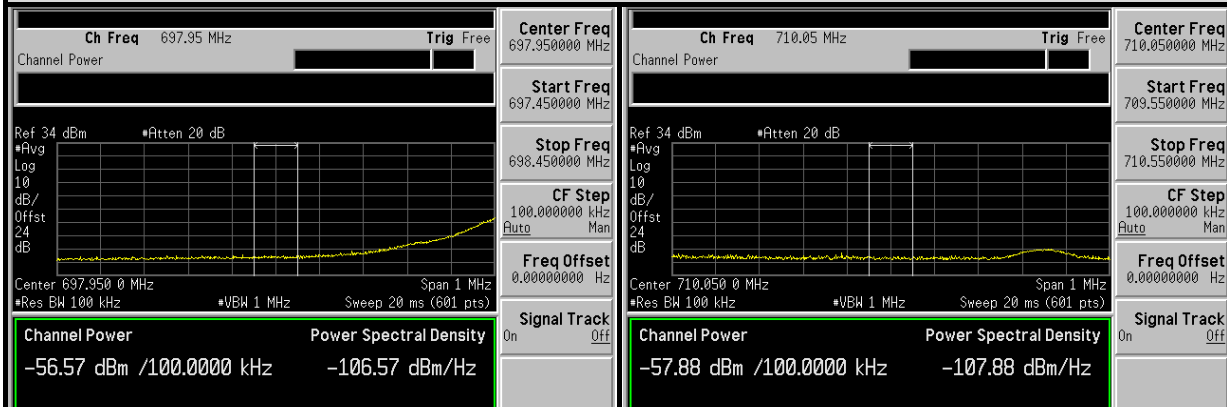 Ch Freq 697.95 MHz Trig Free
Channel Power
Ref 34 dBm #Atten 20 dB
#Avg
Log
10
dB/
Offst
24
dB
Center 697.950 0 MHz Span 1 MHz
#Res BW 100 kHz #VBW 1 MHz Sweep 20 ms (601 pts)
Channel Power Power Spectral Density
-56.57 dBm /100.0000 kHz -106.57 dBm/Hz
Center Freq
697.950000 MHz
Start Freq
697.450000 MHz
Stop Freq
698.450000 MHz
CF Step
100.000000 kHz
Auto Man
Freq Offset
0.00000000 Hz
Signal Track
On Off
Ch Freq 710.05 MHz Trig Free
Channel Power
Ref 34 dBm #Atten 20 dB
#Avg
Log
10
dB/
Offst
24
dB
Center 710.050 0 MHz Span 1 MHz
#Res BW 100 kHz #VBW 1 MHz Sweep 20 ms (601 pts)
Channel Power Power Spectral Density
-57.88 dBm /100.0000 kHz -107.88 dBm/Hz
Center Freq
710.050000 MHz
Start Freq
709.550000 MHz
Stop Freq
710.550000 MHz
CF Step
100.000000 kHz
Auto Man
Freq Offset
0.00000000 Hz
Signal Track
On Off